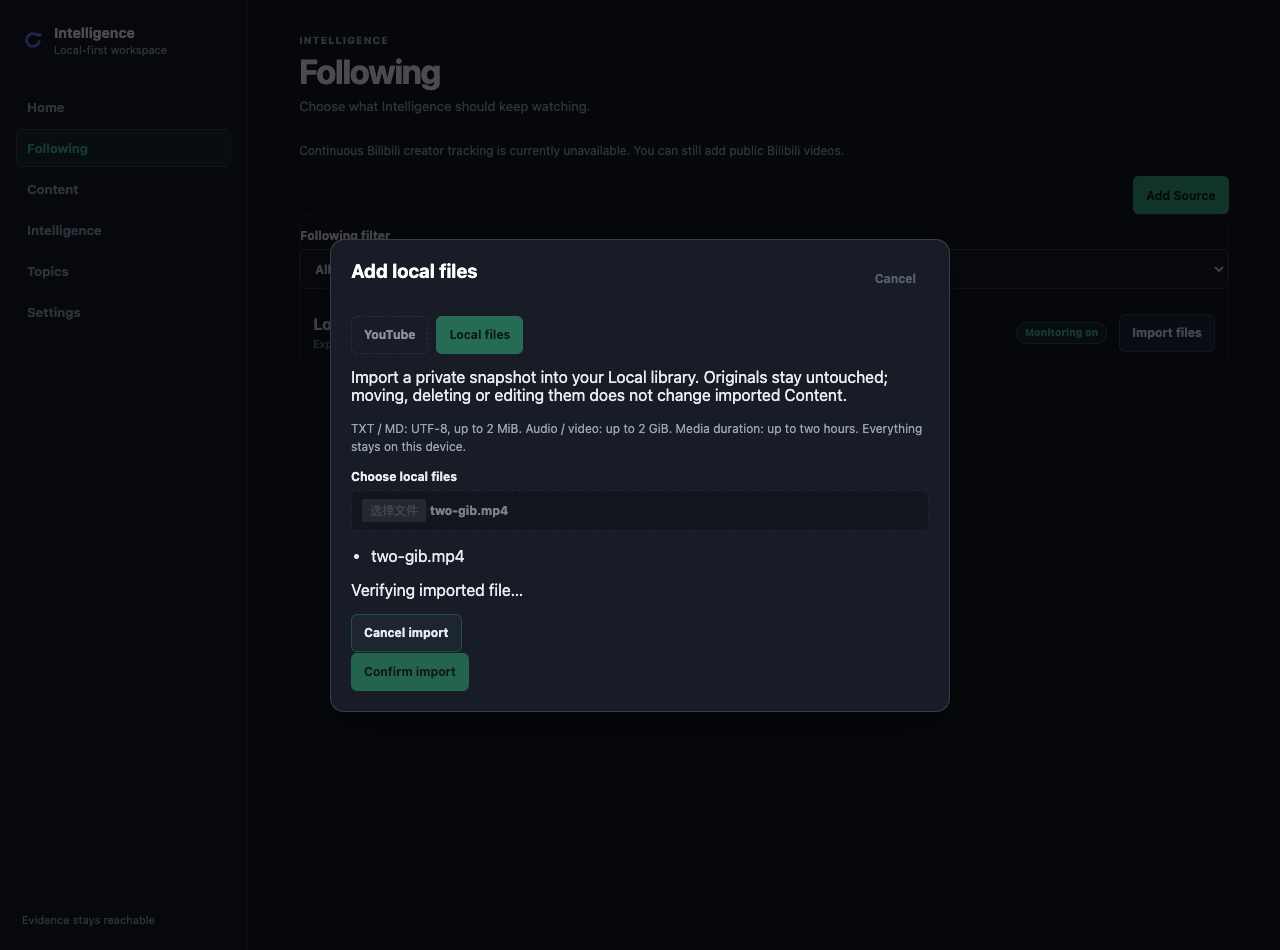 Intelligence
Local-first workspace
Home
Following
Content
Intelligence
Topics
Settings
Evidence stays reachable
INTELLIGENCE
Following
Choose what Intelligence should keep watching.
Continuous Bilibili creator tracking is currently unavailable. You can still add public Bilibili videos.
Add Source
Following filter
All
Lo
Exp
Monitoring on
Import files
Add local files
Cancel
YouTube
Local files
Import a private snapshot into your Local library. Originals stay untouched;
moving, deleting or editing them does not change imported Content.
TXT / MD: UTF-8, up to 2 MiB. Audio / video: up to 2 GiB. Media duration: up to two hours. Everything
stays on this device.
Choose local files
选择文件 two-gib.mp4
• two-gib.mp4
Verifying imported file...
Cancel import
Confirm import